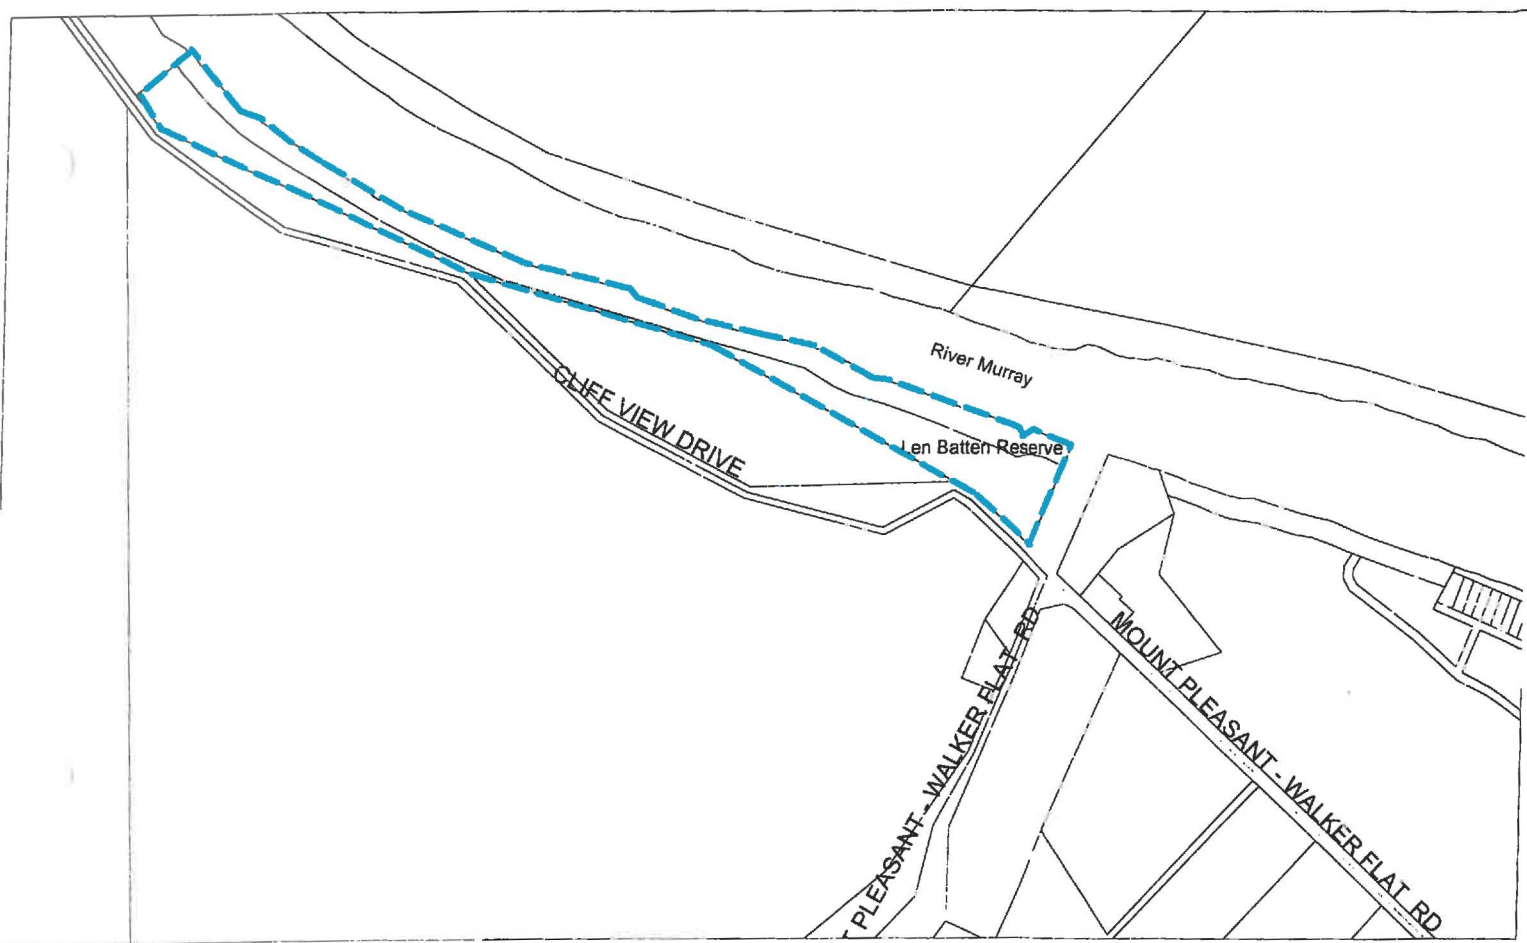 River Murray
CLIFF VIEW DRIVE
Len Batten Reserve
MOUNT PLEASANT - WALKER FLAT RD
T PLEASANT - WALKER FLAT RD